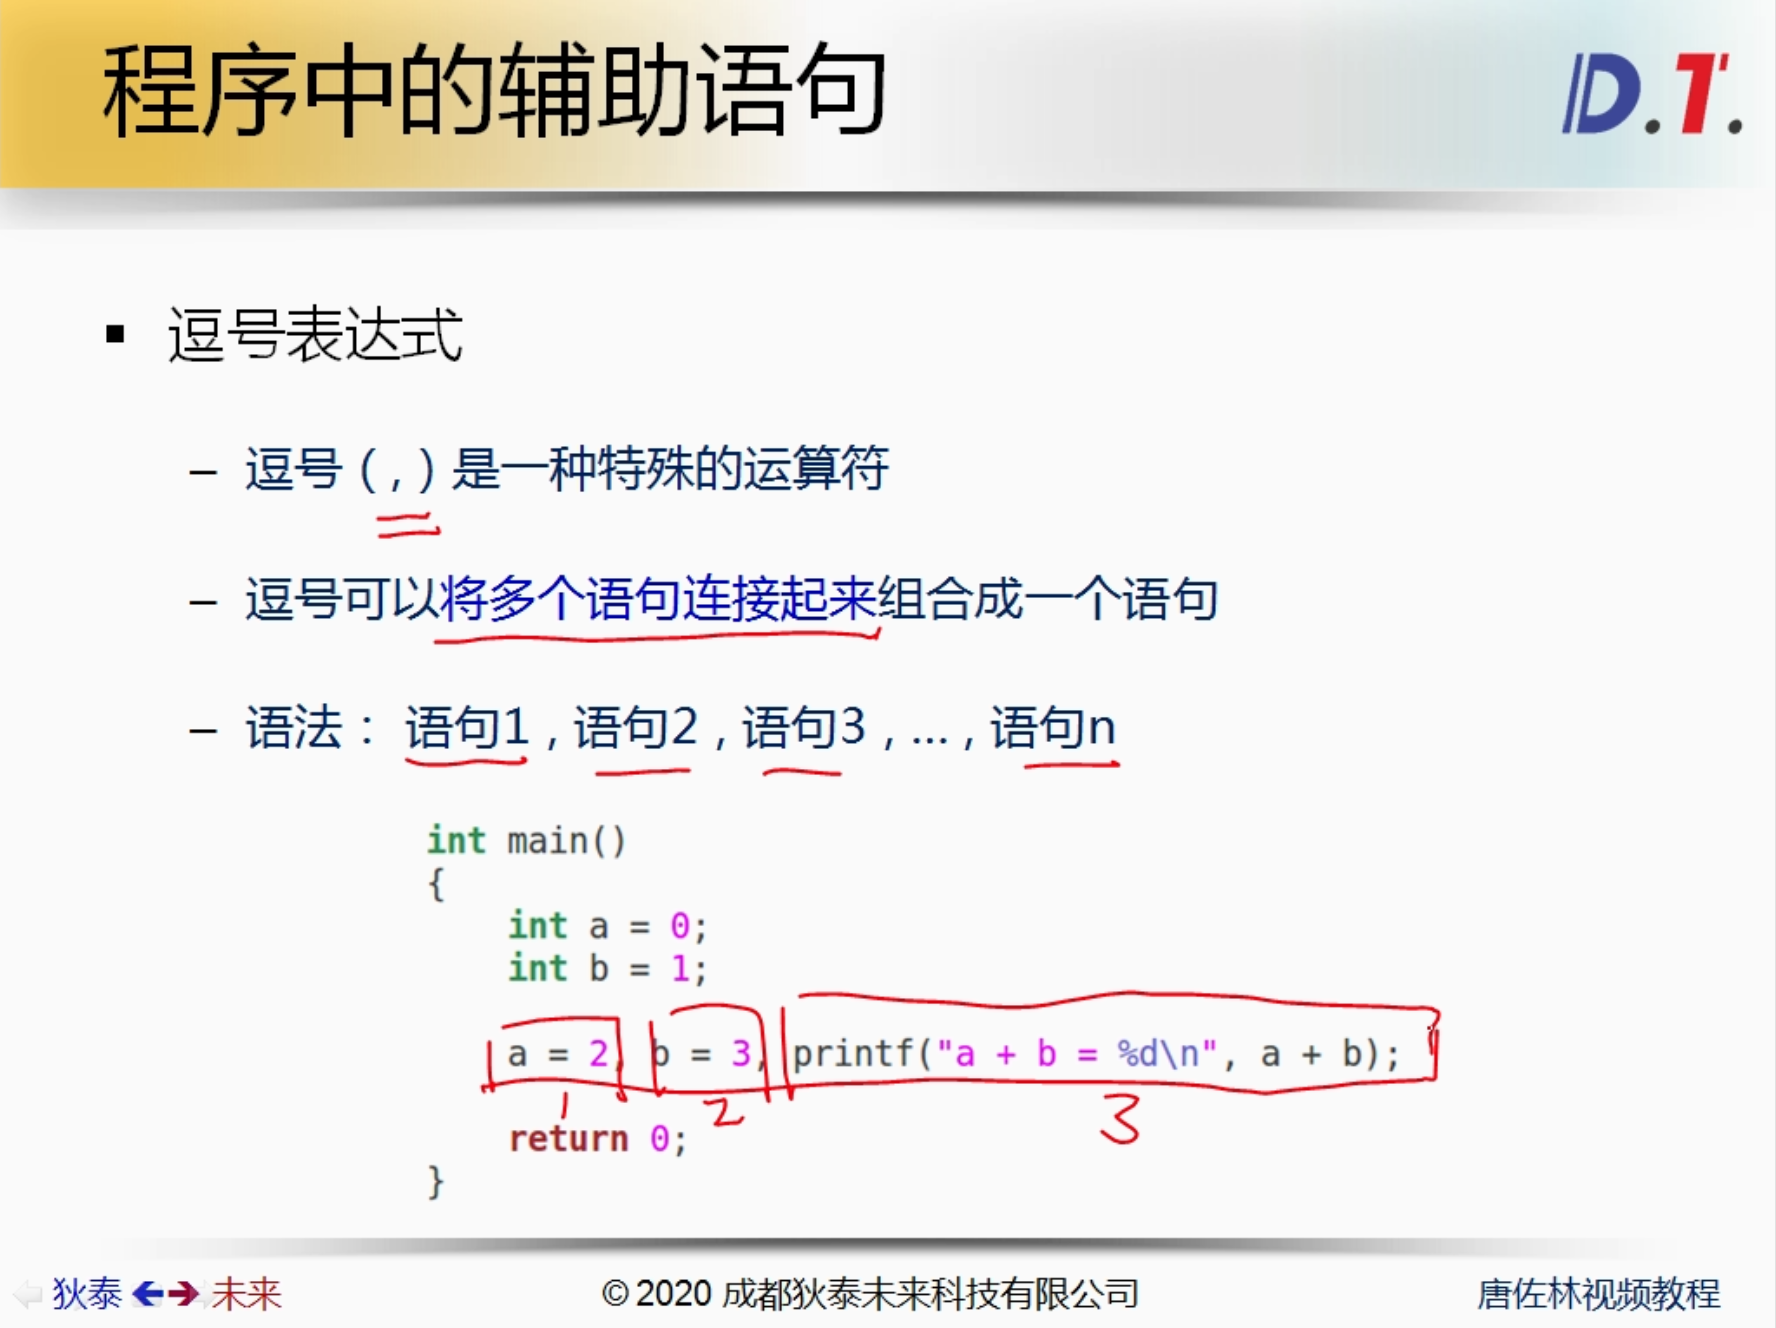 程序中的辅助语句
D.T.
▪ 逗号表达式
– 逗号 ( , ) 是一种特殊的运算符
– 逗号可以将多个语句连接起来组合成一个语句
– 语法： 语句1 , 语句2 , 语句3 , ... , 语句n
int main()
{
int a = 0;
int b = 1;
a = 2, b = 3, printf("a + b = %d\n", a + b);
1 2 3
return 0;
}
狄泰 未来
© 2020 成都狄泰未来科技有限公司
唐佐林视频教程